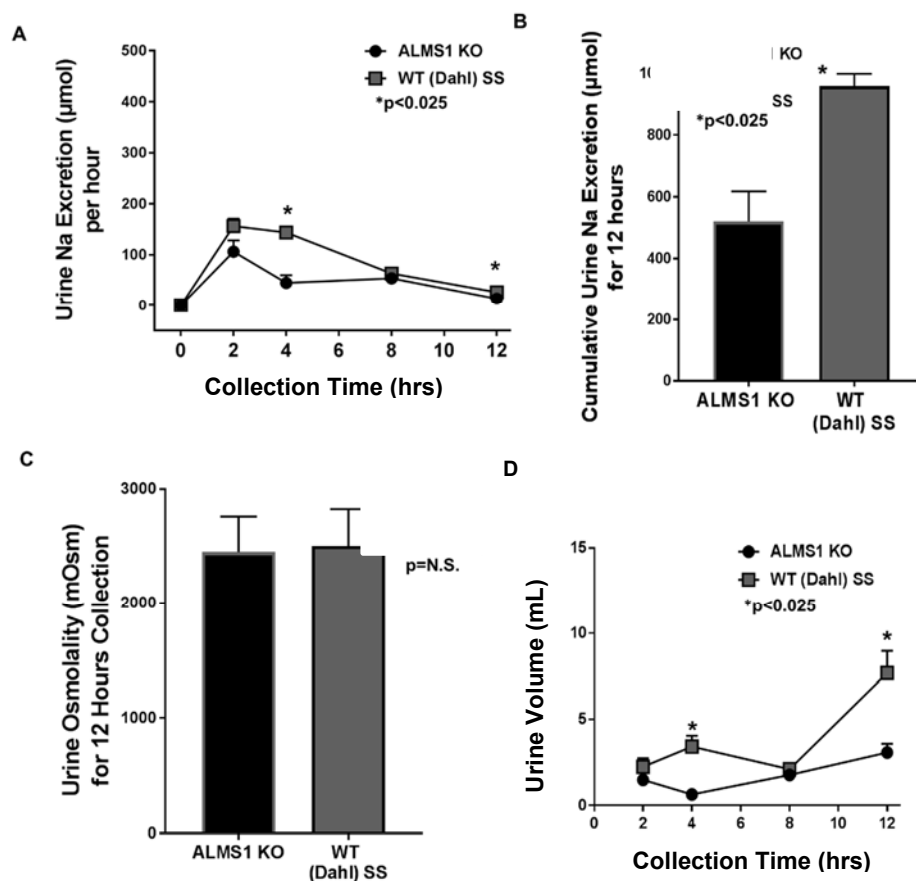 A
Urine Na Excretion (µmol)
per hour
500
400
300
200
100
0
ALMS1 KO
WT (Dahl) SS
*p<0.025
*
*
0 2 4 8 12
Collection Time (hrs)
B
Cumulative Urine Na Excretion (µmol)
for 12 hours
10
800
600
400
200
0
KO
SS
*p<0.025
*
ALMS1 KO
WT
(Dahl) SS
C
Urine Osmolality (mOsm)
for 12 Hours Collection
3000
2000
1000
0
p=N.S.
ALMS1 KO
WT
(Dahl) SS
D
Urine Volume (mL)
15
10
5
0
ALMS1 KO
WT (Dahl) SS
*p<0.025
*
*
0 2 4 6 8 10 12
Collection Time (hrs)